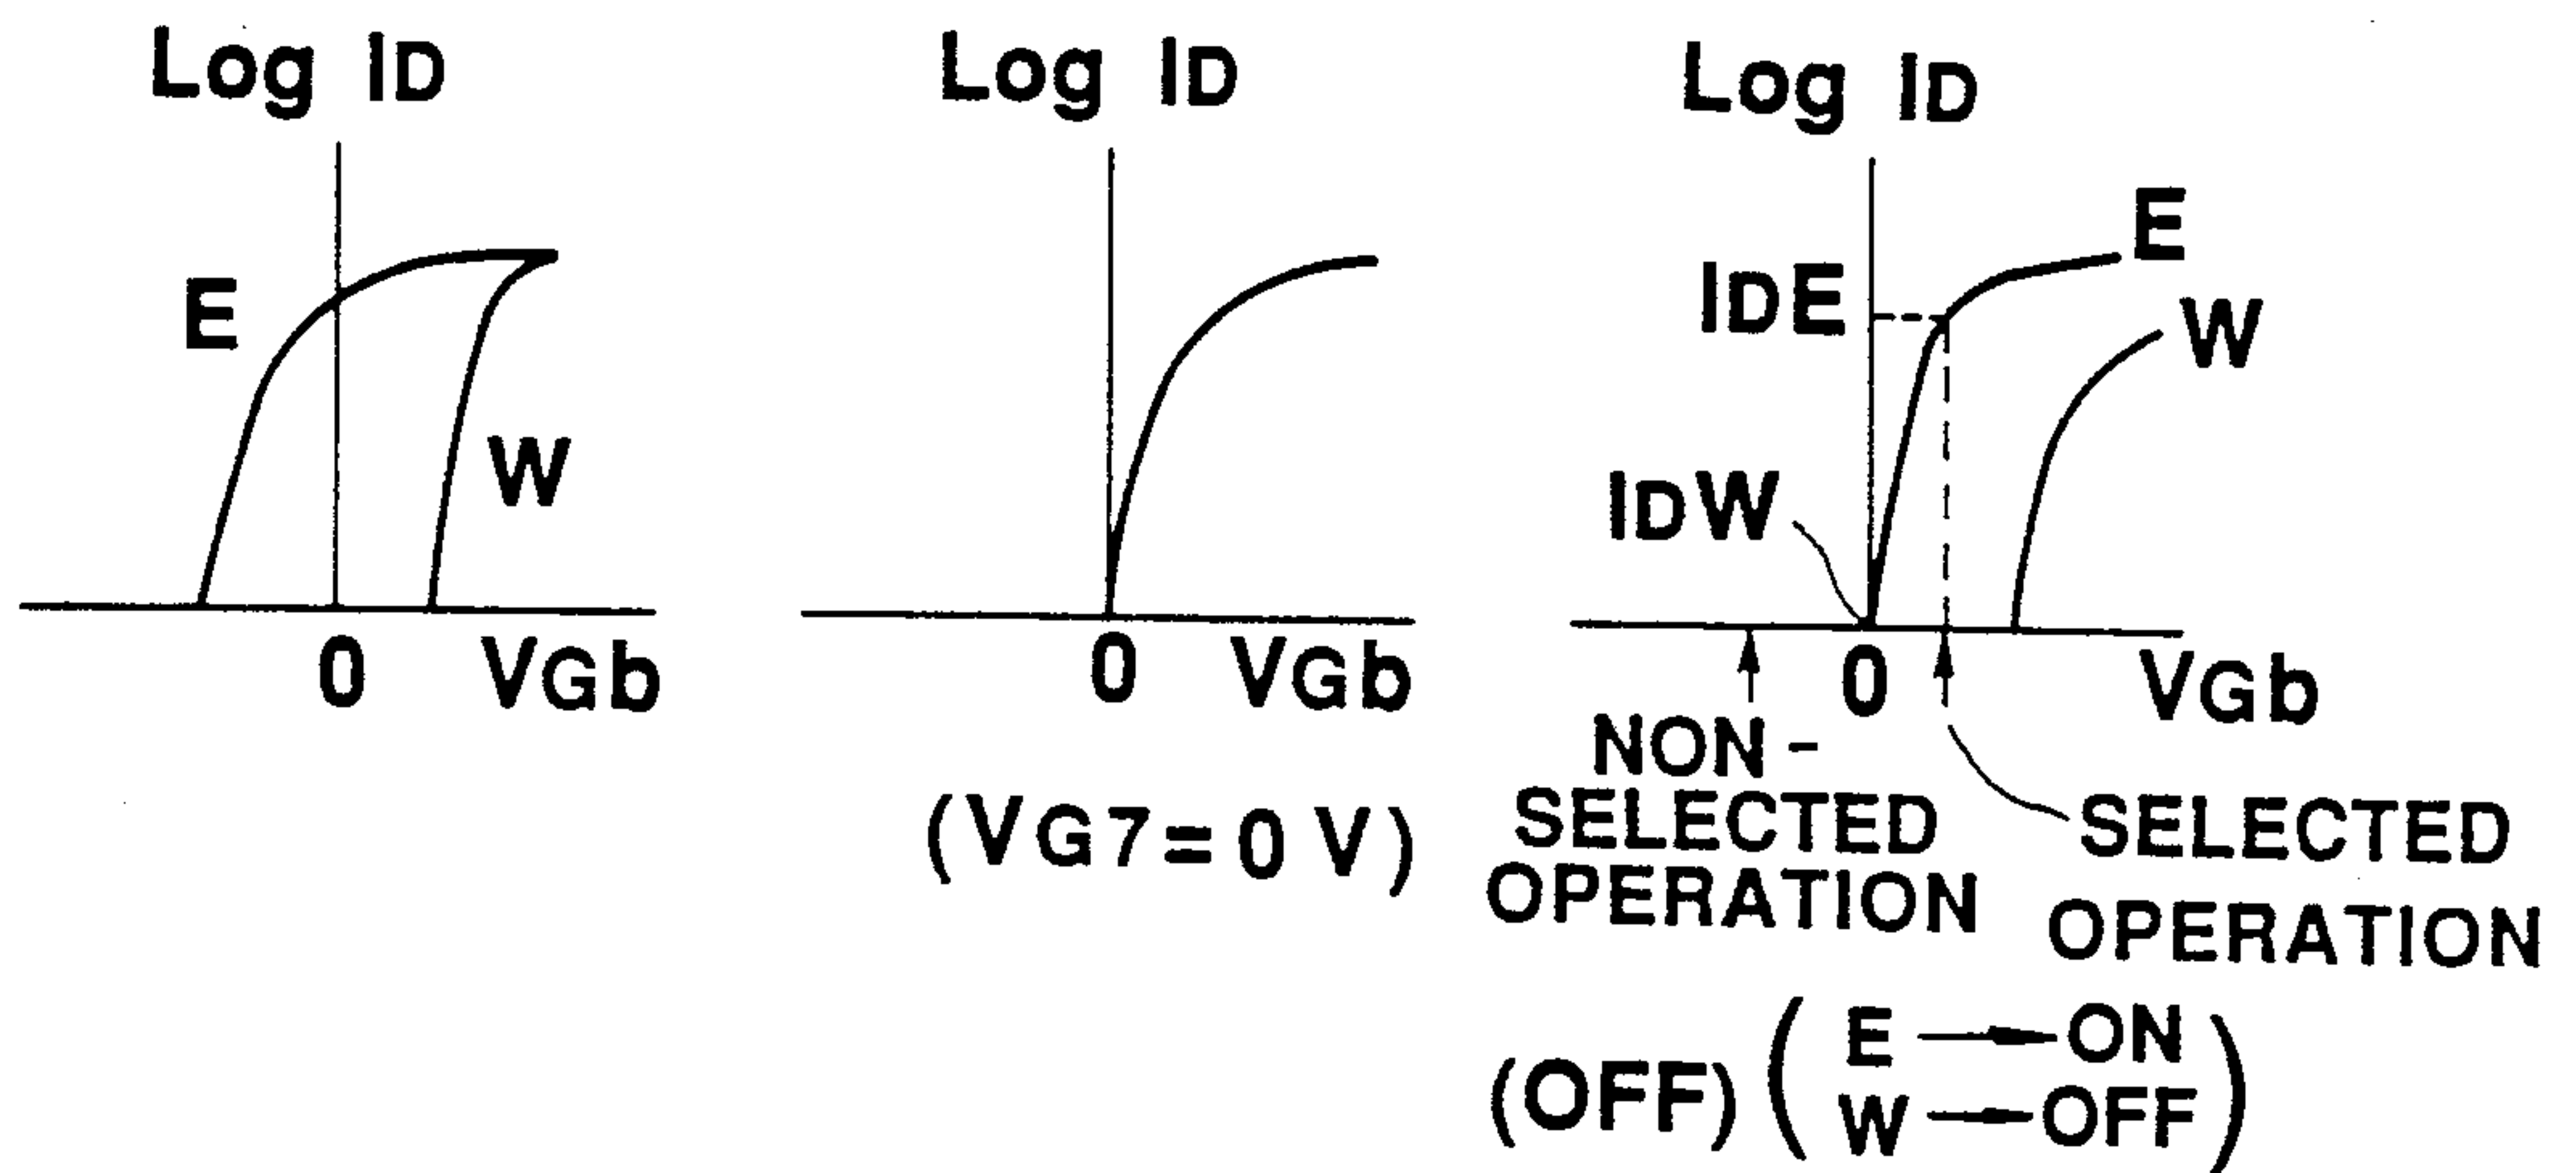 Log ID
E
W
0
VGb
Log ID
0
VGb
(VG7=0 V)
Log ID
E
W
IDE
IDW
0
VGb
NON-
SELECTED
OPERATION
SELECTED
OPERATION
(OFF)
( E → ON
W → OFF )